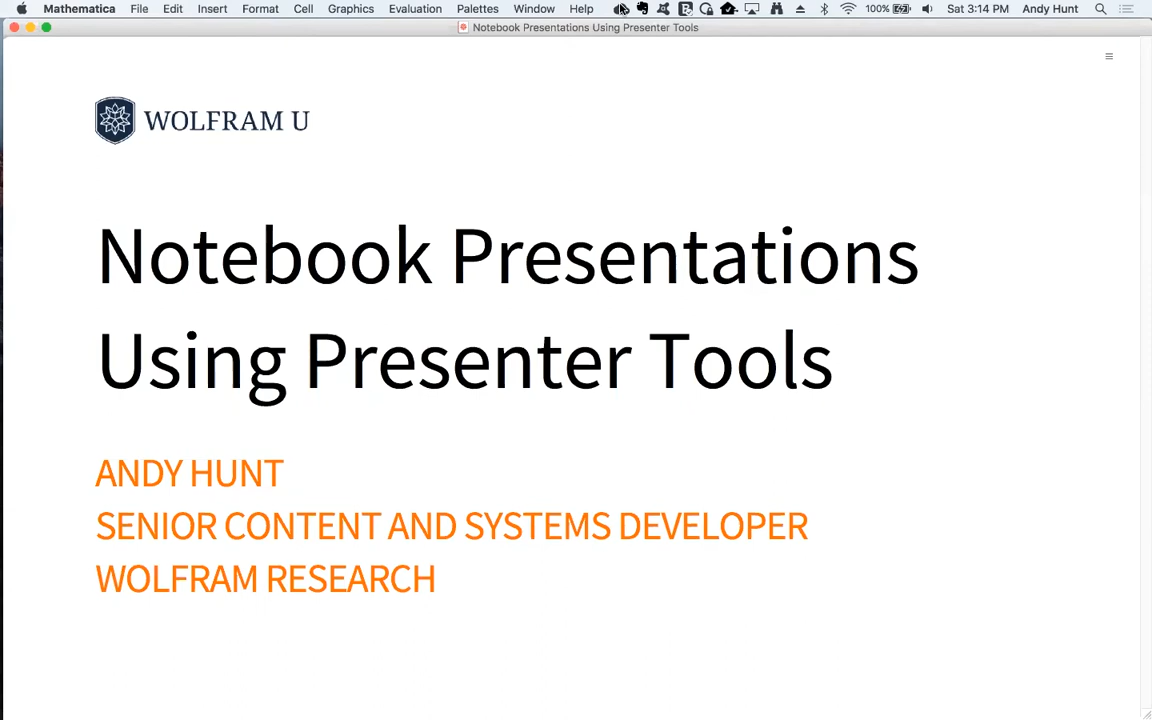 Mathematica File Edit Insert Format Cell Graphics Evaluation Palettes Window Help 100% Sat 3:14 PM Andy Hunt
Notebook Presentations Using Presenter Tools
WOLFRAM U
Notebook Presentations
Using Presenter Tools
ANDY HUNT
SENIOR CONTENT AND SYSTEMS DEVELOPER
WOLFRAM RESEARCH